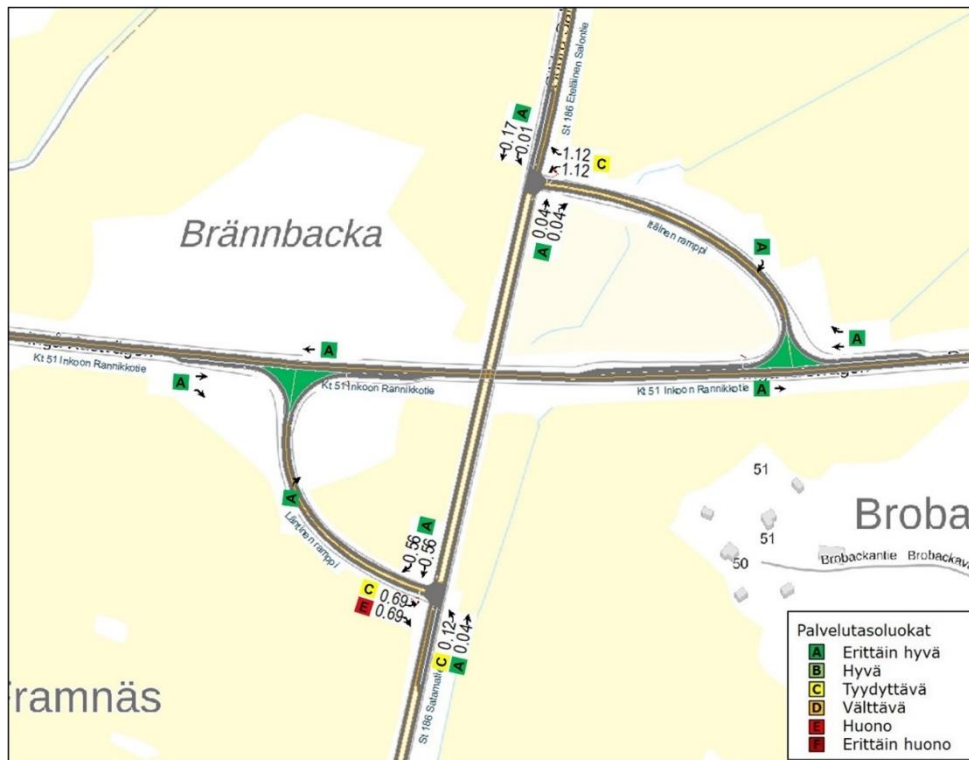 St 186 Eteläinen Salontie
A
0.17
0.01
1.12
1.12
C
Brännbacka
0.04
0.04
A
Itäinen ramppi
A
A
A
Kt 51 Inkoon Rannikkotie
A
Kt 51 Inkoon Rannikkotie
Kt 51 Inkoon Rannikkotie
A
51
A
Läntinen ramppi
A
0.56
0.56
Broba
51
50
Brobackantie Brobackav
C 0.69
E 0.69
0.12
0.04
C
A
St 186 Satamatie
ramnäs
Palvelutasoluokat
A Erittäin hyvä
B Hyvä
C Tyydyttävä
D Välttävä
E Huono
F Erittäin huono